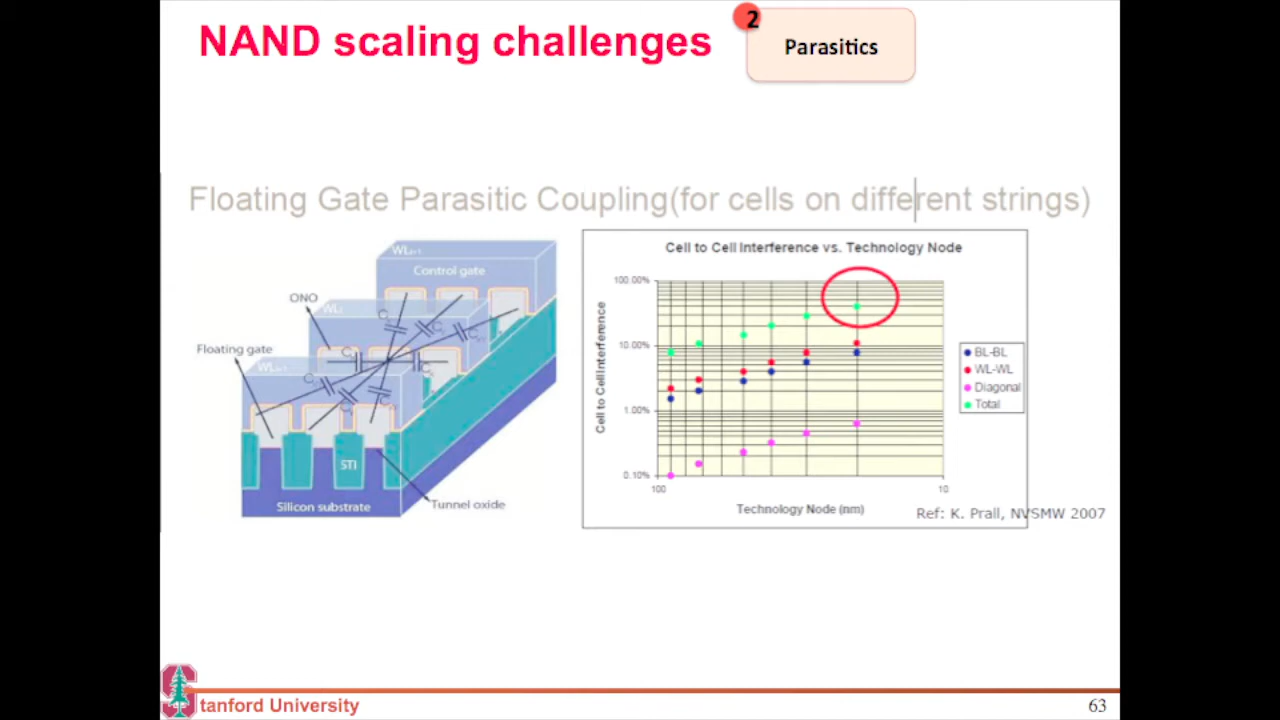 NAND scaling challenges
2
Parasitics
Floating Gate Parasitic Coupling(for cells on different strings)
Control gate
ONO
Floating gate
STI
Silicon substrate
Tunnel oxide
Cell to Cell Interference vs. Technology Node
Cell to Cell Interference
100.00%
10.00%
1.00%
0.10%
100
10
Technology Node (nm)
BL-BL
WL-WL
Diagonal
Total
Ref: K. Prall, NVSMW 2007
Stanford University
63